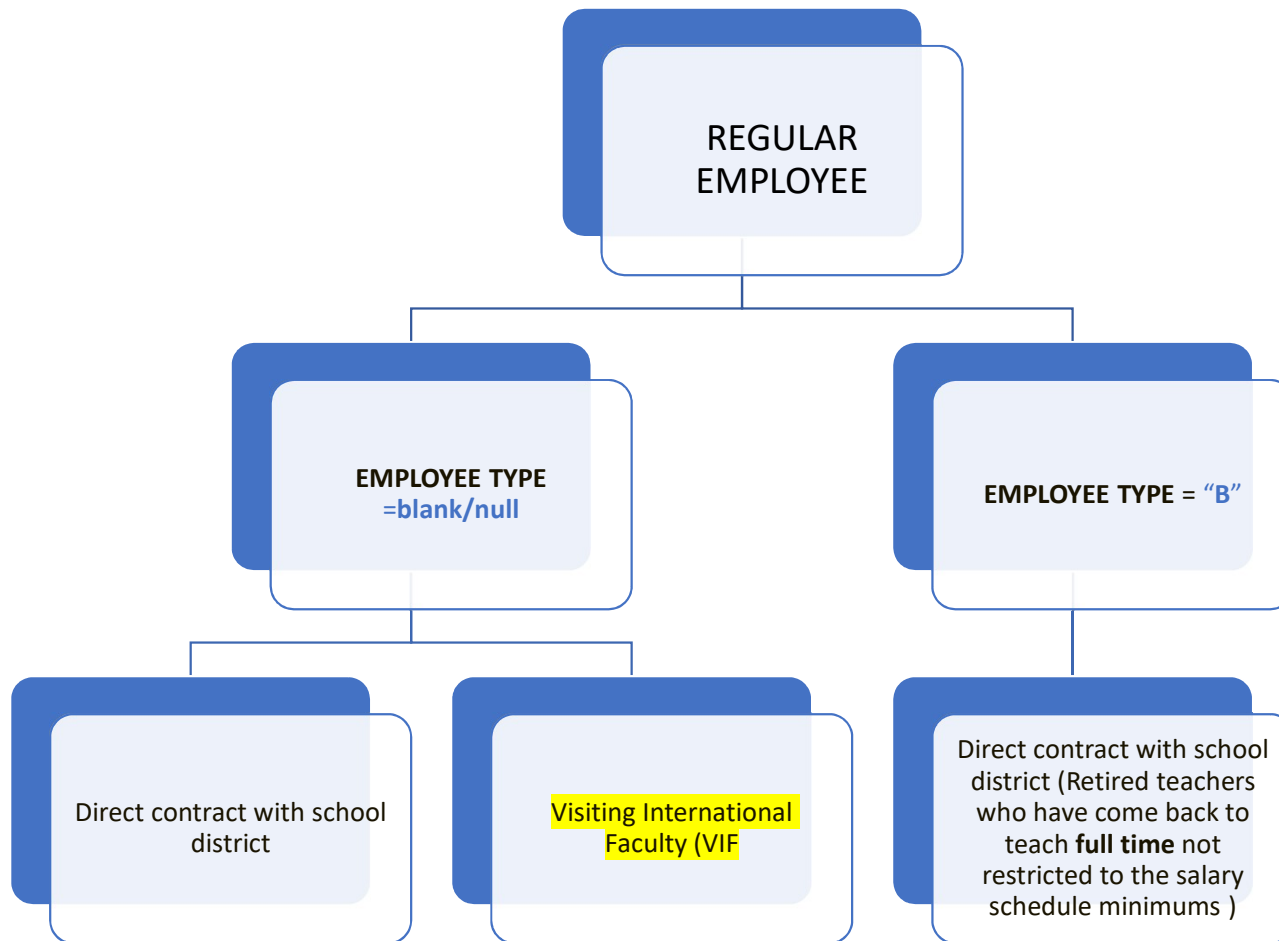 REGULAR
EMPLOYEE
EMPLOYEE TYPE
=blank/null
EMPLOYEE TYPE = “B”
Direct contract with school
district
Visiting International
Faculty (VIF
Direct contract with school
district (Retired teachers
who have come back to
teach full time not
restricted to the salary
schedule minimums )